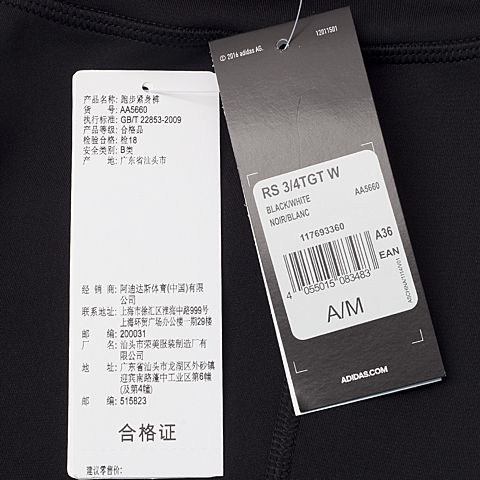 产品名称: 跑步紧身裤
货 号: AA5660
执行标准: GB/T 22853-2009
产品等级: 合格品
检验合格: 检18
安全类别: B类
产 地: 广东省汕头市
经 销 商: 阿迪达斯体育(中国)有限
公司
联系地址: 上海市徐汇区淮海中路999号
上海环贸广场办公楼一期29层
邮 编: 200031
厂 名: 汕头市荣美服装制造厂有
限公司
地 址: 广东省汕头市龙湖区外砂镇
迎宾南路蓬中工业区第6幢
(及第4幢)
邮 编: 515823
合格证
建议零售价:
© 2016 adidas AG.
12011501
RS 3/4TGT W
BLACK/WHITE
NOIR/BLANC
AA5660
117693360
A36
EAN
4 055015 083483
A/M
ADIDAS.COM